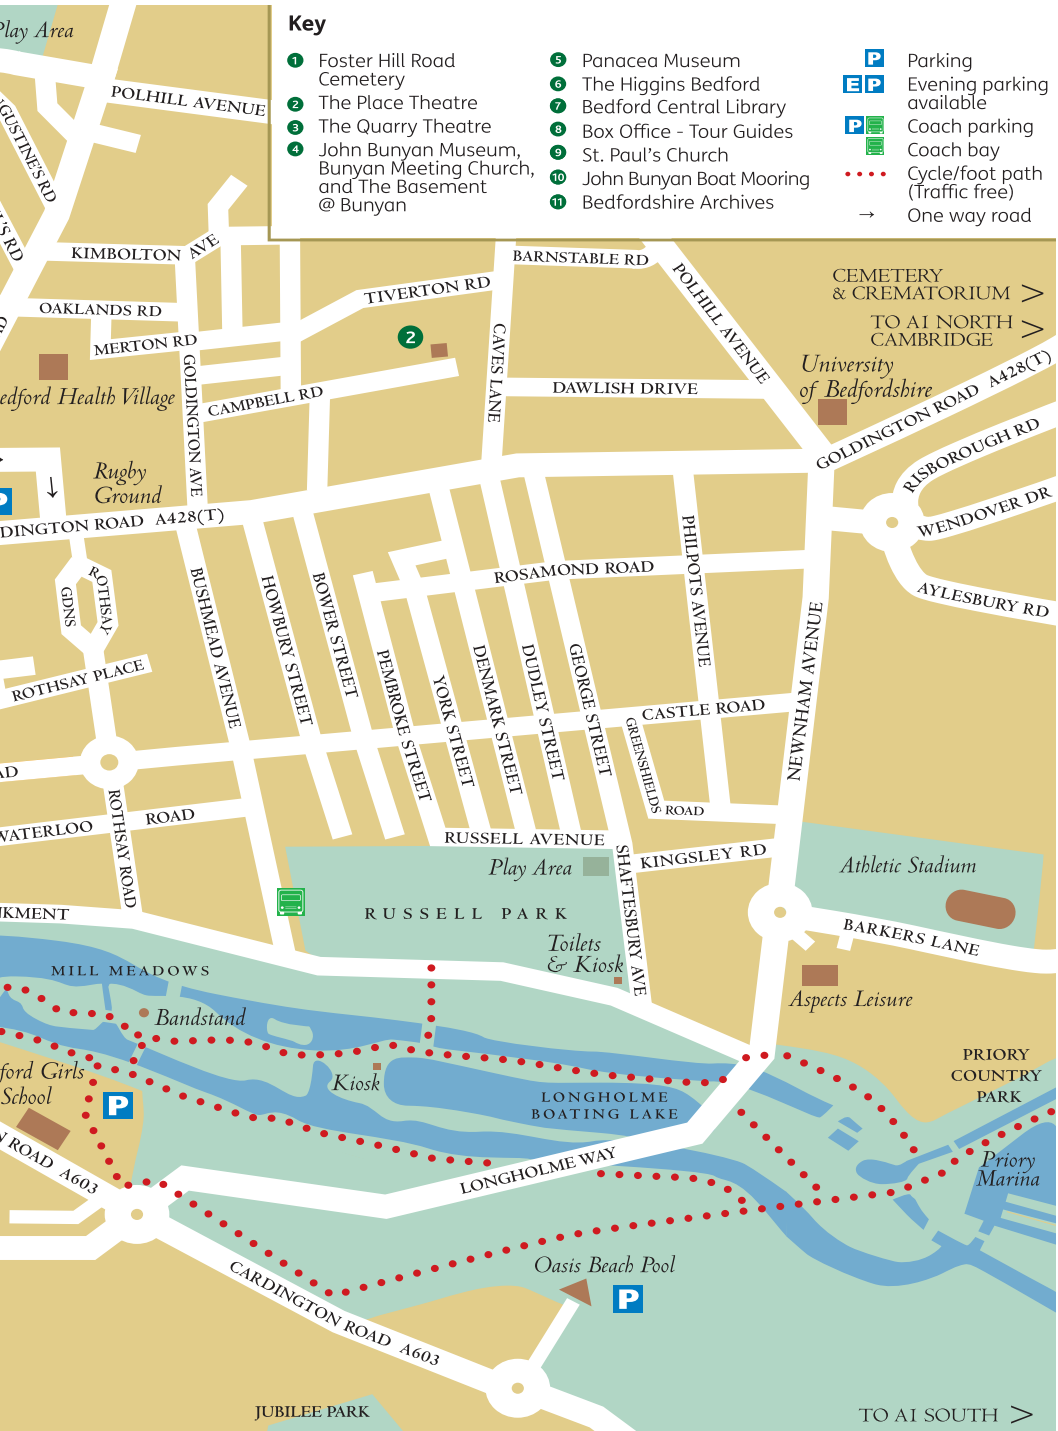 Play Area
Key
1 Foster Hill Road
Cemetery
2 The Place Theatre
3 The Quarry Theatre
4 John Bunyan Museum,
Bunyan Meeting Church,
and The Basement
@ Bunyan
5 Panacea Museum
6 The Higgins Bedford
7 Bedford Central Library
8 Box Office - Tour Guides
9 St. Paul's Church
10 John Bunyan Boat Mooring
11 Bedfordshire Archives
P Parking
E P Evening parking
available
P Coach parking
Coach bay
Cycle/foot path
(Traffic free)
→ One way road
POLHILL AVENUE
GUSTINE'S RD
'S RD
KIMBOLTON AVE
BARNSTABLE RD
POLHILL AVENUE
CEMETERY
& CREMATORIUM >
TO A1 NORTH >
CAMBRIDGE
OAKLANDS RD
TIVERTON RD
D
MERTON RD
2
CAVES LANE
GOLDINGTON AVE
University
of Bedfordshire
GOLDINGTON ROAD A428(T)
edford Health Village
CAMPBELL RD
DAWLISH DRIVE
RISBOROUGH RD
Rugby
Ground
P
DINGTON ROAD A428(T)
WENDOVER DR
AYLESBURY RD
ROTHSAY
GDNS
BUSHMEAD AVENUE
HOWBURY STREET
BOWER STREET
ROSAMOND ROAD
PHILPOTS AVENUE
NEWNHAM AVENUE
ROTHSAY PLACE
PEMBROKE STREET
YORK STREET
DENMARK STREET
DUDLEY STREET
GEORGE STREET
CASTLE ROAD
GREENSHIELDS
ROAD
AD
ROTHSAY ROAD
WATERLOO ROAD
RUSSELL AVENUE
Play Area
SHAFTESBURY AVE
KINGSLEY RD
Athletic Stadium
RUSSELL PARK
NKMENT
BARKERS LANE
Toilets
& Kiosk
MILL MEADOWS
Bandstand
Aspects Leisure
PRIORY
COUNTRY
PARK
ford Girls
School
P
Kiosk
LONGHOLME
BOATING LAKE
N ROAD A603
LONGHOLME WAY
Priory
Marina
CARDINGTON ROAD A603
Oasis Beach Pool
P
JUBILEE PARK
TO A1 SOUTH >